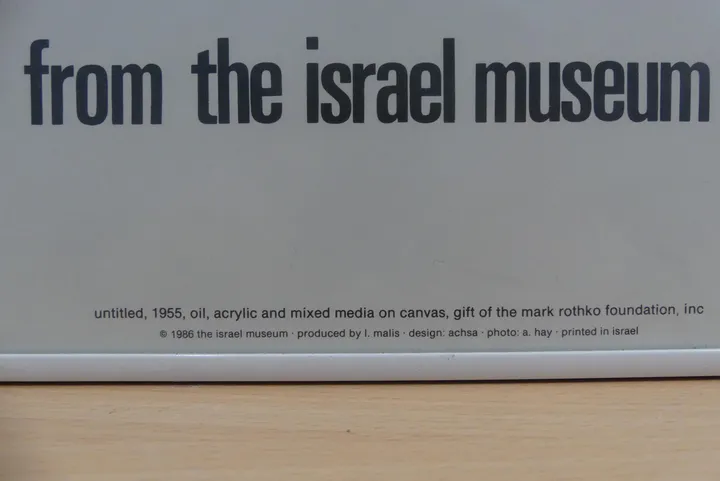 from the israel museum
untitled, 1955, oil, acrylic and mixed media on canvas, gift of the mark rothko foundation, inc
© 1986 the israel museum · produced by l. malis · design: achsa · photo: a. hay · printed in israel